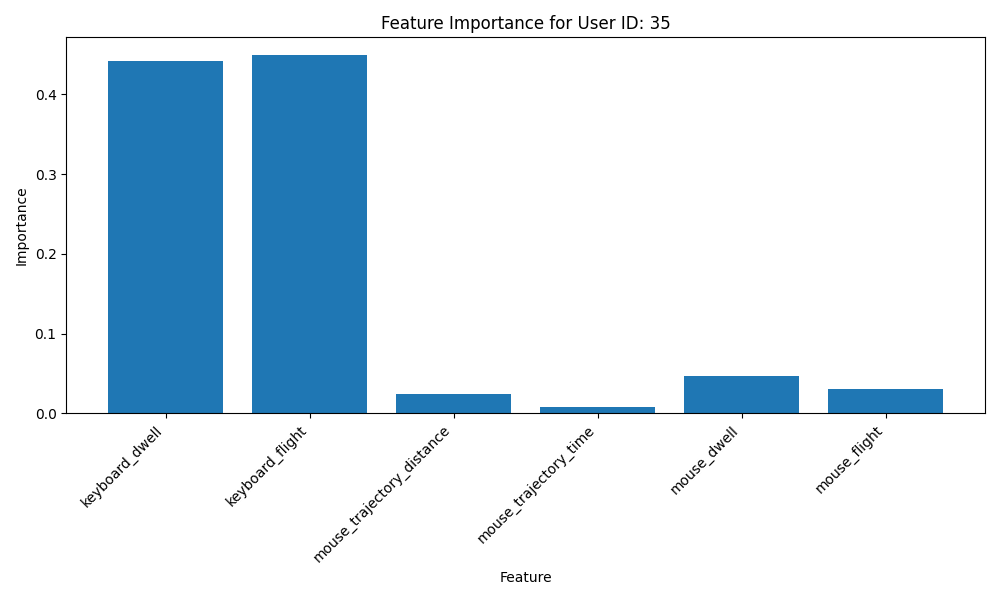 Feature Importance for User ID: 35
Importance
0.4
0.3
0.2
0.1
0.0
keyboard_dwell
keyboard_flight
mouse_trajectory_distance
mouse_trajectory_time
mouse_dwell
mouse_flight
Feature